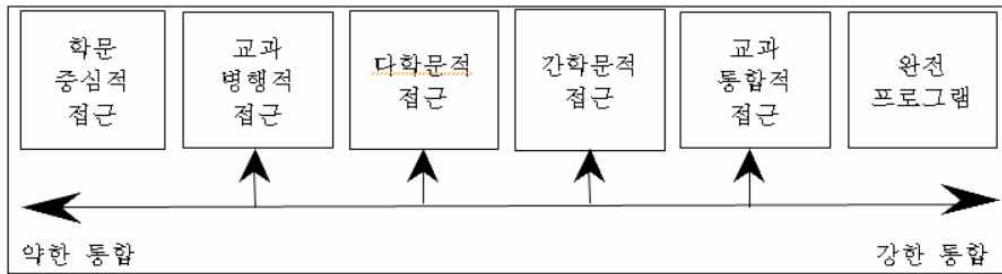 학문
중심적
접근
교과
병행적
접근
다학문적
접근
간학문적
접근
교과
통합적
접근
완전
프로그램
약한 통합
강한 통합